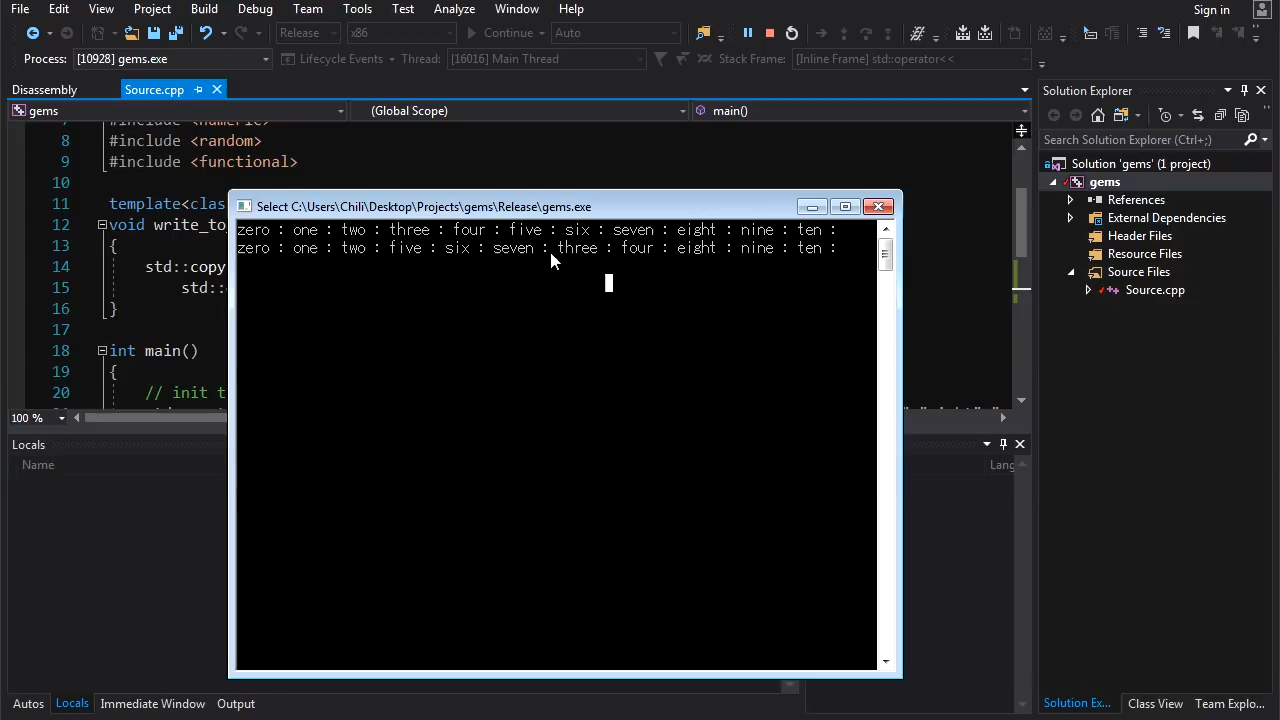 File Edit View Project Build Debug Team Tools Test Analyze Window Help Sign in
Release x86 Continue Auto
Process: [10928] gems.exe Lifecycle Events Thread: [16016] Main Thread Stack Frame: [Inline Frame] std::operator<<
Disassembly Source.cpp
gems (Global Scope) main()
#include <numeric>
8 #include <random>
9 #include <functional>
10
11 template<clas
12 void write_to_
13 {
14 std::copy
15 std::
16 }
17
18 int main()
19 {
20 // init t
100 %
Select C:\Users\Chili\Desktop\Projects\gems\Release\gems.exe
zero : one : two : three : four : five : six : seven : eight : nine : ten :
zero : one : two : five : six : seven : three : four : eight : nine : ten :
Solution Explorer
Search Solution Explorer (Ctrl+;)
Solution 'gems' (1 project)
gems
References
External Dependencies
Header Files
Resource Files
Source Files
Source.cpp
Locals
Name Lang
Autos Locals Immediate Window Output
Solution Ex... Class View Team Explo...